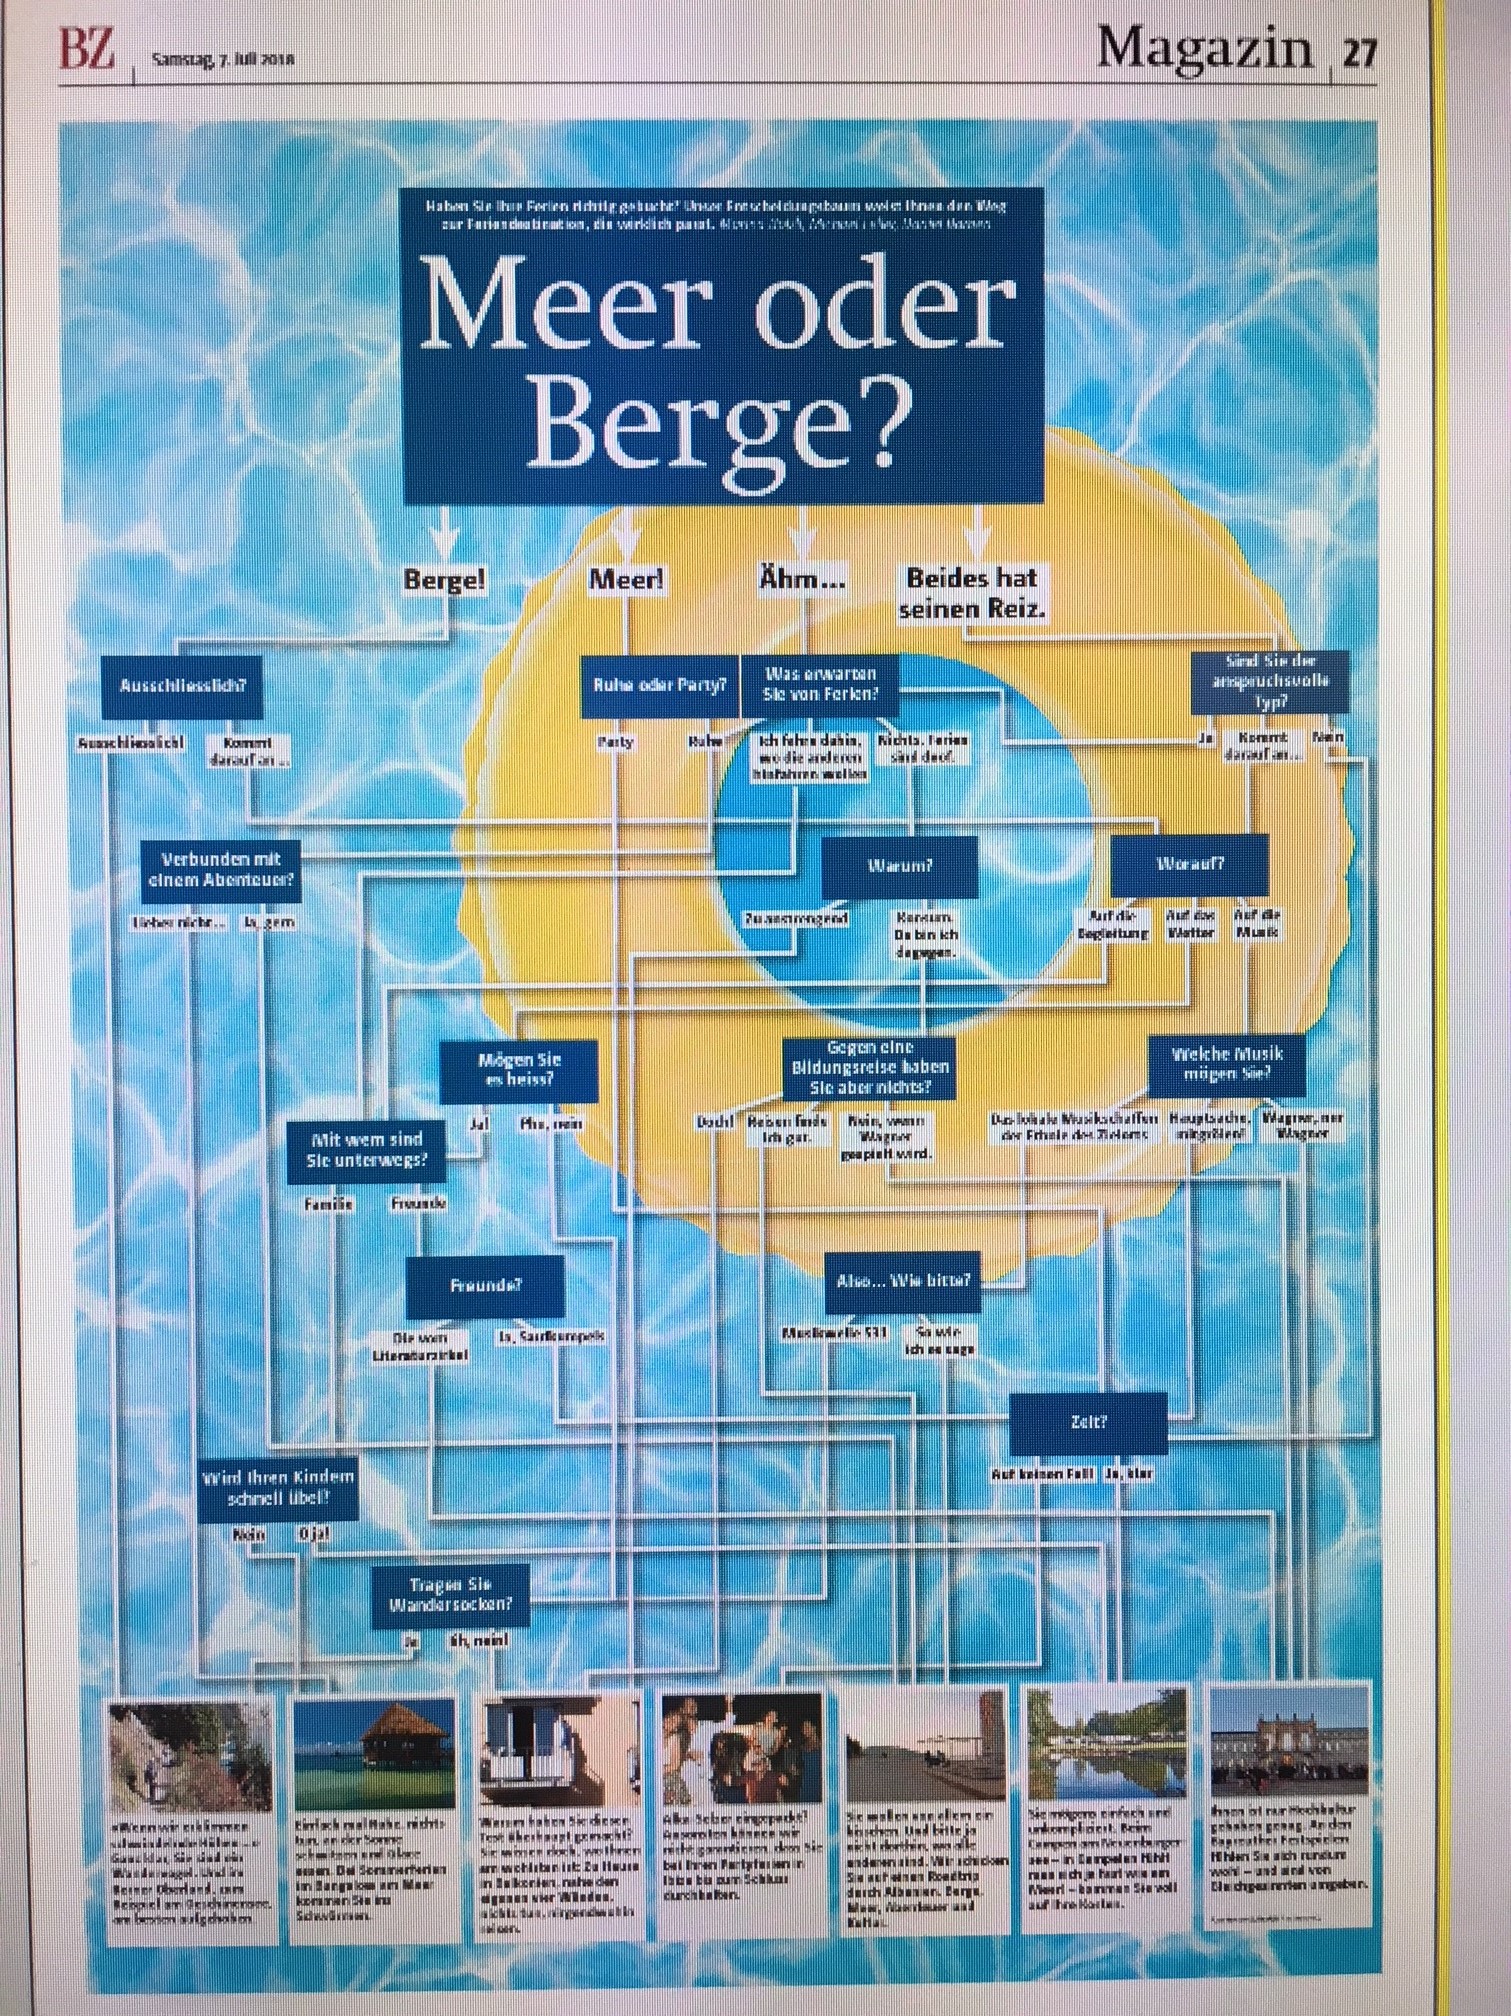 BZ
Samstag, 7. Juli 2018
Magazin 27
Haben Sie Ihre Ferien richtig gebucht? Unser Entscheidungsbaum weist Ihnen den Weg
zur Feriendestination, die wirklich passt.
Meer oder
Berge?
Berge!
Meer!
Ähm...
Beides hat
seinen Reiz.
Ausschliesslich?
Ruhe oder Party?
Was erwarten
Sie von Ferien?
Sind Sie der
anspruchsvolle
Typ?
Ausschliesslich!
Kommt
darauf an ...
Party
Ruhe
Ich fahre dahin,
wo die anderen
hinfahren wollen
Nichts. Ferien
sind doof.
Ja
Kommt
darauf an...
Nein
Verbunden mit
einem Abenteuer?
Warum?
Worauf?
Lieber nicht...
Ja, gern
Zu anstrengend
Konsum.
Da bin ich
dagegen.
Auf die
Begleitung
Auf das
Wetter
Auf die
Musik
Mögen Sie
es heiss?
Gegen eine
Bildungsreise haben
Sie aber nichts?
Welche Musik
mögen Sie?
Ja!
Phu, nein
Doch!
Reisen finde
ich gut.
Nein, wenn
Wagner
gespielt wird.
Das lokale Musikschaffen
der Ethnie des Zielorts
Hauptsache,
mitgrölen!
Wagner, nur
Wagner
Mit wem sind
Sie unterwegs?
Familie
Freunde
Freunde?
Also... Wie bitte?
Die vom
Literaturzirkel
Ja, Saufkumpels
Musikwelle 531
So wie
ich es sage
Zelt?
Auf keinen Fall!
Ja, klar
Wird Ihren Kindern
schnell übel?
Nein
O ja!
Tragen Sie
Wandersocken?
Ja
Äh, nein!
«Wenn wir erklimmen
schwindelnde Höhen ...»
Ganz klar, Sie sind ein
Wandervogel. Und im
Berner Oberland, zum
Beispiel am Oeschinensee,
am besten aufgehoben.
Einfach mal Ruhe, nichts
tun, an der Sonne
schwitzen und Glace
essen. Bei Sommerferien
im Bungalow am Meer
kommen Sie ins
Schwärmen.
Warum haben Sie diesen
Test überhaupt gemacht?
Sie wissen doch, wo Ihnen
am wohlsten ist: Zu Hause
in Balkonien, nahe den
eigenen vier Wänden,
nichts tun, nirgendwohin
reisen.
Alka-Seltzer eingepackt?
Ansonsten können wir
nicht garantieren, dass Sie
bei Ihren Partyferien in
Ibiza bis zum Schluss
durchhalten.
Sie wollen von allem ein
bisschen. Und bitte ja
nicht dorthin, wo alle
anderen sind. Wir schicken
Sie auf einen Roadtrip
durch Albanien. Berge,
Meer, Abenteuer und
Kultur.
Sie mögens einfach und
unkompliziert. Beim
Campen am Neuenburger-
see – in Gampelen fühlt
man sich ja fast wie am
Meer! – kommen Sie voll
auf Ihre Kosten.
Ihnen ist nur Hochkultur
gehoben genug. An den
Bayreuther Festspielen
fühlen Sie sich rundum
wohl – und sind von
Gleichgesinnten umgeben.